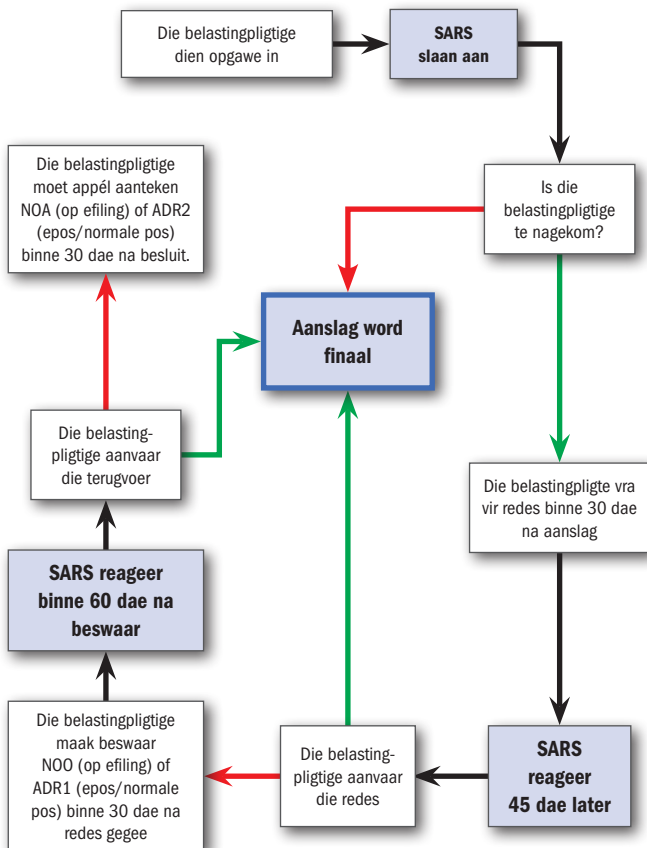 Die belastingpligtige
dien opgawe in
SARS
slaan aan
Is die
belastingpligtige
te nagekom?
Die belastingpligtige
moet appél aanteken
NOA (op efiling) of ADR2
(epos/normale pos)
binne 30 dae na besluit.
Aanslag word
finaal
Die belasting-
pligtige aanvaar
die terugvoer
Die belastingpligte vra
vir redes binne 30 dae
na aanslag
SARS reageer
binne 60 dae na
beswaar
Die belastingpligtige
maak beswaar
NOO (op efiling) of
ADR1 (epos/normale
pos) binne 30 dae na
redes gegee
Die belasting-
pligtige aanvaar
die redes
SARS
reageer
45 dae later